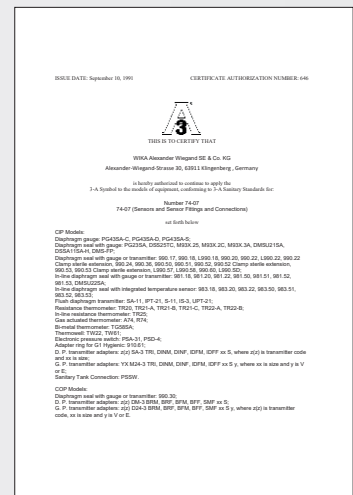 ISSUE DATE: September 10, 1991 CERTIFICATE AUTHORIZATION NUMBER: 646
3
THIS IS TO CERTIFY THAT
WIKA Alexander Wiegand SE & Co. KG
Alexander-Wiegand-Strasse 30, 63911 Klingenberg , Germany
is hereby authorized to continue to apply the
3-A Symbol to the models of equipment, conforming to 3-A Sanitary Standards for:
Number 74-07
74-07 (Sensors and Sensor Fittings and Connections)
set forth below
CIP Models:
Diaphragm gauge: PG43SA-C, PG43SA-D, PG43SA-S;
Diaphragm seal with gauge: PG23SA, DSS25TC, M93X.25, M93X.2C, M93X.3A, DMSU21SA,
DSSA11SA-H, DMS-FP;
Diaphragm seal with gauge or transmitter: 990.17, 990.18, L990.18, 990.20, 990.22, L990.22, 990.22
Clamp sterile extension, 990.24, 990.36, 990.50, 990.51, 990.52, 990.52 Clamp sterile extension,
990.53, 990.53 Clamp sterile extension, L990.57, L990.58, 990.60, L990.SD;
In-line diaphragm seal with gauge or transmitter: 981.18, 981.20, 981.22, 981.50, 981.51, 981.52,
981.53, DMSU22SA;
In-line diaphragm seal with integrated temperature sensor: 983.18, 983.20, 983.22, 983.50, 983.51,
983.52, 983.53;
Flush diaphragm transmitter: SA-11, IPT-21, S-11, IS-3, UPT-21;
Resistance thermometer: TR20, TR21-A, TR21-B, TR21-C, TR22-A, TR22-B;
In-line resistance thermometer: TR25;
Gas actuated thermometer: A74, R74;
Bi-metal thermometer: TG58SA;
Thermowell: TW22, TW61;
Electronic pressure switch: PSA-31, PSD-4;
Adapter ring for G1 Hygienic: 910.61;
D. P. transmitter adapters: z(z) SA-3 TRI, DINM, DINF, IDFM, IDFF xx S, where z(z) is transmitter code
and xx is size;
G. P. transmitter adapters: YX M24-3 TRI, DINM, DINF, IDFM, IDFF xx S y, where xx is size and y is V
or E;
Sanitary Tank Connection: PSSW.
COP Models:
Diaphragm seal with gauge or transmitter: 990.30;
D. P. transmitter adapters: z(z) DM-3 BRM, BRF, BFM, BFF, SMF xx S;
G. P. transmitter adapters: z(z) D24-3 BRM, BRF, BFM, BFF, SMF xx S y, where z(z) is transmitter
code, xx is size and y is V or E.